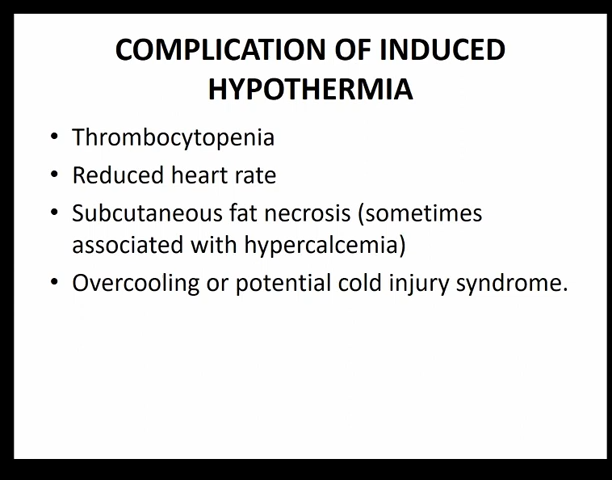 COMPLICATION OF INDUCED
HYPOTHERMIA
• Thrombocytopenia
• Reduced heart rate
• Subcutaneous fat necrosis (sometimes
associated with hypercalcemia)
• Overcooling or potential cold injury syndrome.